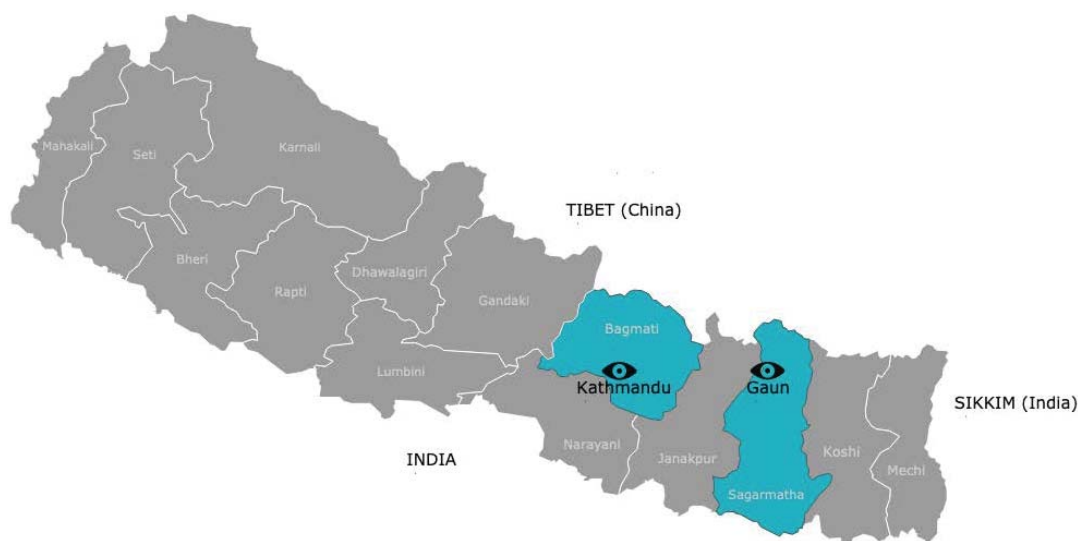 Mahakali
Seti
Karnali
TIBET (China)
Bheri
Dhawalagiri
Rapti
Gandaki
Bagmati
Lumbini
Kathmandu
Gaun
SIKKIM (India)
INDIA
Narayani
Janakpur
Koshi
Mechi
Sagarmatha